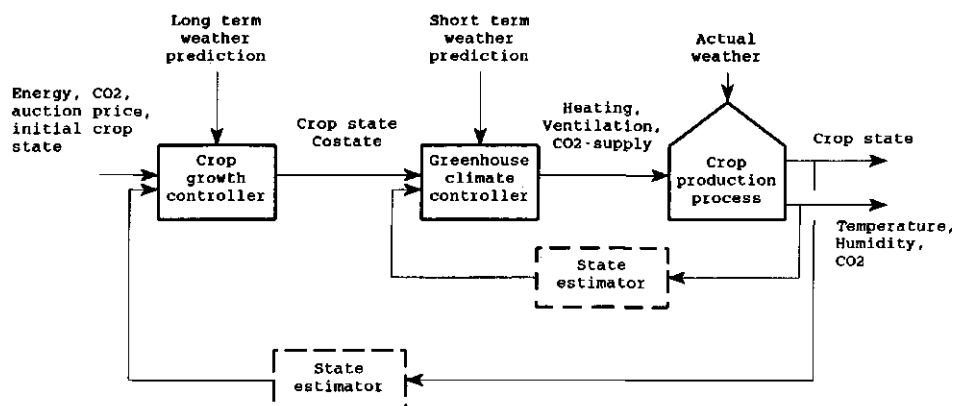 Long term
weather
prediction
Short term
weather
prediction
Actual
weather
Energy, CO2,
auction price,
initial crop
state
Crop
growth
controller
Crop state
Costate
Greenhouse
climate
controller
Heating,
Ventilation,
CO2-supply
Crop
production
process
Crop state
Temperature,
Humidity,
CO2
State
estimator
State
estimator